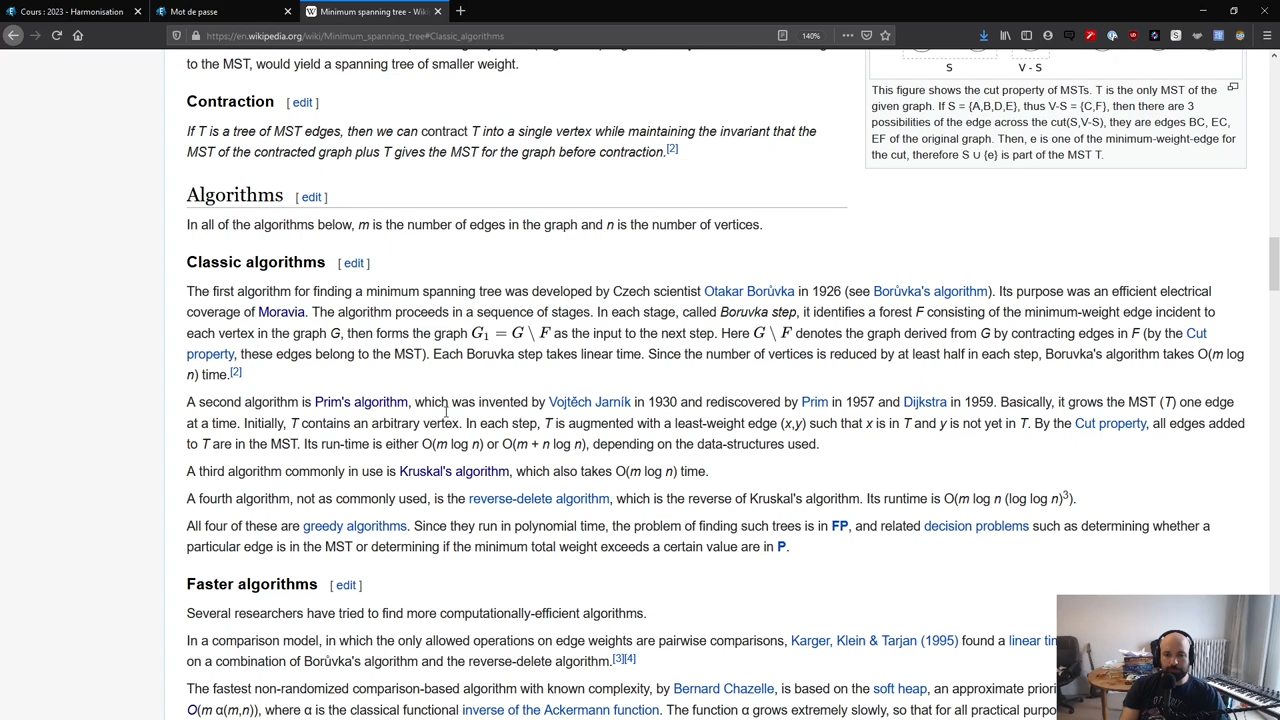 Cours : 2023 - Harmonisation
Mot de passe
Minimum spanning tree - Wiki
https://en.wikipedia.org/wiki/Minimum_spanning_tree#Classic_algorithms
140%
to the MST, would yield a spanning tree of smaller weight.
S
V - S
This figure shows the cut property of MSTs. T is the only MST of the
given graph. If S = {A,B,D,E}, thus V-S = {C,F}, then there are 3
possibilities of the edge across the cut(S,V-S), they are edges BC, EC,
EF of the original graph. Then, e is one of the minimum-weight-edge for
the cut, therefore S ∪ {e} is part of the MST T.
Contraction [ edit ]
If T is a tree of MST edges, then we can contract T into a single vertex while maintaining the invariant that the
MST of the contracted graph plus T gives the MST for the graph before contraction.[2]
Algorithms [ edit ]
In all of the algorithms below, m is the number of edges in the graph and n is the number of vertices.
Classic algorithms [ edit ]
The first algorithm for finding a minimum spanning tree was developed by Czech scientist Otakar Borůvka in 1926 (see Borůvka's algorithm). Its purpose was an efficient electrical
coverage of Moravia. The algorithm proceeds in a sequence of stages. In each stage, called Boruvka step, it identifies a forest F consisting of the minimum-weight edge incident to
each vertex in the graph G, then forms the graph G₁ = G \ F as the input to the next step. Here G \ F denotes the graph derived from G by contracting edges in F (by the Cut
property, these edges belong to the MST). Each Boruvka step takes linear time. Since the number of vertices is reduced by at least half in each step, Boruvka's algorithm takes O(m log
n) time.[2]
A second algorithm is Prim's algorithm, which was invented by Vojtěch Jarník in 1930 and rediscovered by Prim in 1957 and Dijkstra in 1959. Basically, it grows the MST (T) one edge
at a time. Initially, T contains an arbitrary vertex. In each step, T is augmented with a least-weight edge (x,y) such that x is in T and y is not yet in T. By the Cut property, all edges added
to T are in the MST. Its run-time is either O(m log n) or O(m + n log n), depending on the data-structures used.
A third algorithm commonly in use is Kruskal's algorithm, which also takes O(m log n) time.
A fourth algorithm, not as commonly used, is the reverse-delete algorithm, which is the reverse of Kruskal's algorithm. Its runtime is O(m log n (log log n)³).
All four of these are greedy algorithms. Since they run in polynomial time, the problem of finding such trees is in FP, and related decision problems such as determining whether a
particular edge is in the MST or determining if the minimum total weight exceeds a certain value are in P.
Faster algorithms [ edit ]
Several researchers have tried to find more computationally-efficient algorithms.
In a comparison model, in which the only allowed operations on edge weights are pairwise comparisons, Karger, Klein & Tarjan (1995) found a linear
on a combination of Borůvka's algorithm and the reverse-delete algorithm.[3][4]
The fastest non-randomized comparison-based algorithm with known complexity, by Bernard Chazelle, is based on the soft heap, an approximate
O(m α(m,n)), where α is the classical functional inverse of the Ackermann function. The function α grows extremely slowly, so that for all practical